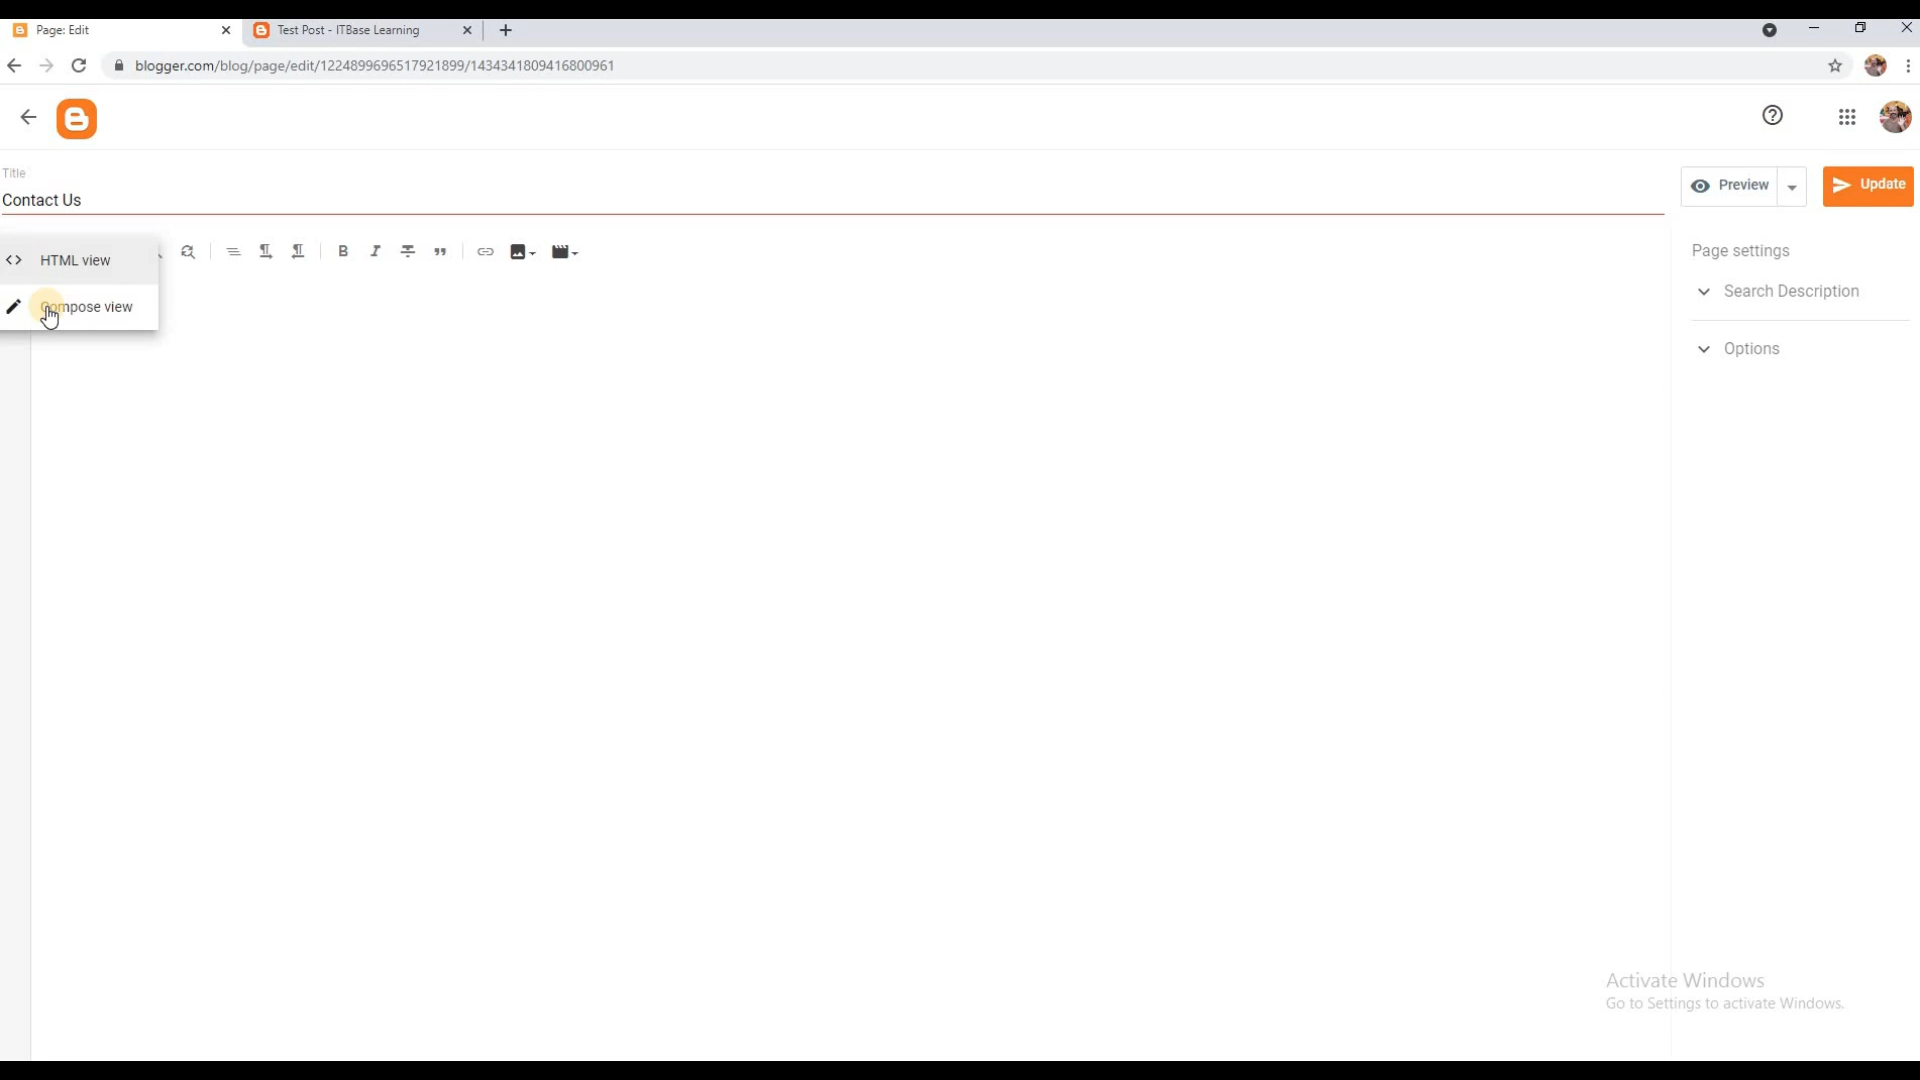 Page: Edit
Test Post - ITBase Learning
blogger.com/blog/page/edit/1224899696517921899/1434341809416800961
Title
Contact Us
Preview
Update
HTML view
Compose view
Page settings
Search Description
Options
Activate Windows
Go to Settings to activate Windows.